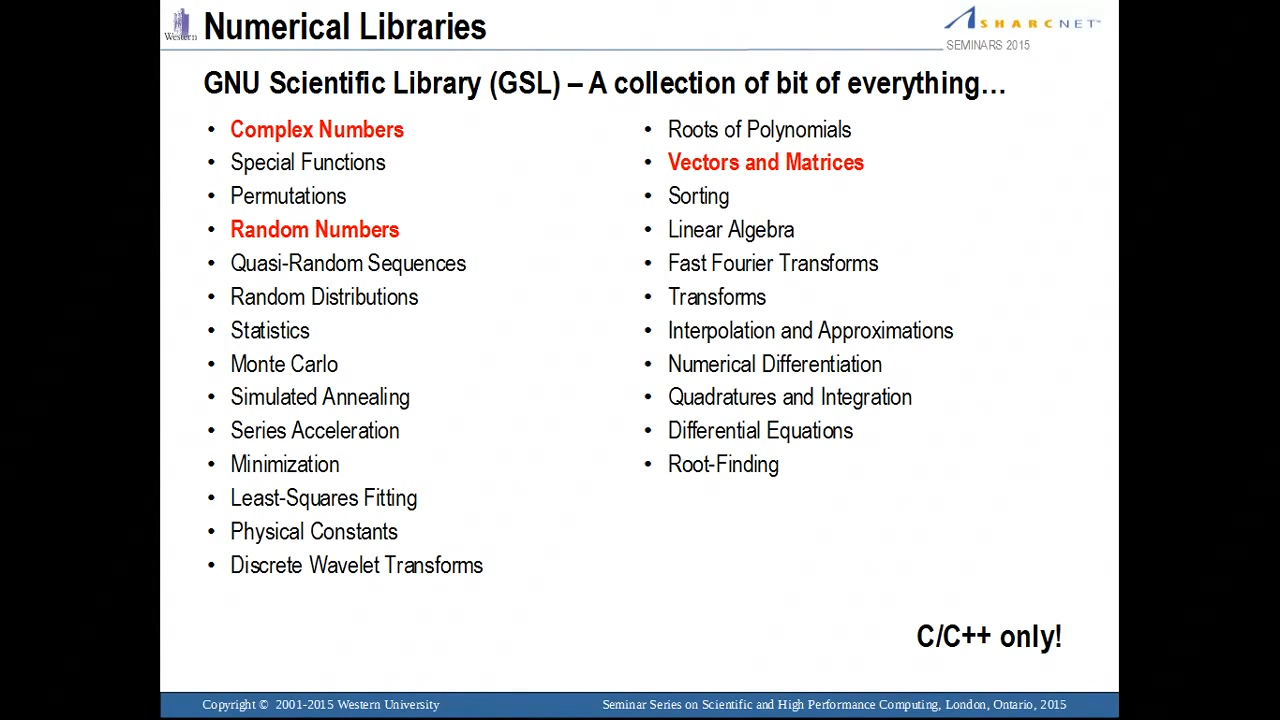 Western
Numerical Libraries
SHARCNET™
SEMINARS 2015
GNU Scientific Library (GSL) – A collection of bit of everything…
• Complex Numbers
• Special Functions
• Permutations
• Random Numbers
• Quasi-Random Sequences
• Random Distributions
• Statistics
• Monte Carlo
• Simulated Annealing
• Series Acceleration
• Minimization
• Least-Squares Fitting
• Physical Constants
• Discrete Wavelet Transforms
• Roots of Polynomials
• Vectors and Matrices
• Sorting
• Linear Algebra
• Fast Fourier Transforms
• Transforms
• Interpolation and Approximations
• Numerical Differentiation
• Quadratures and Integration
• Differential Equations
• Root-Finding
C/C++ only!
Copyright © 2001-2015 Western University
Seminar Series on Scientific and High Performance Computing, London, Ontario, 2015